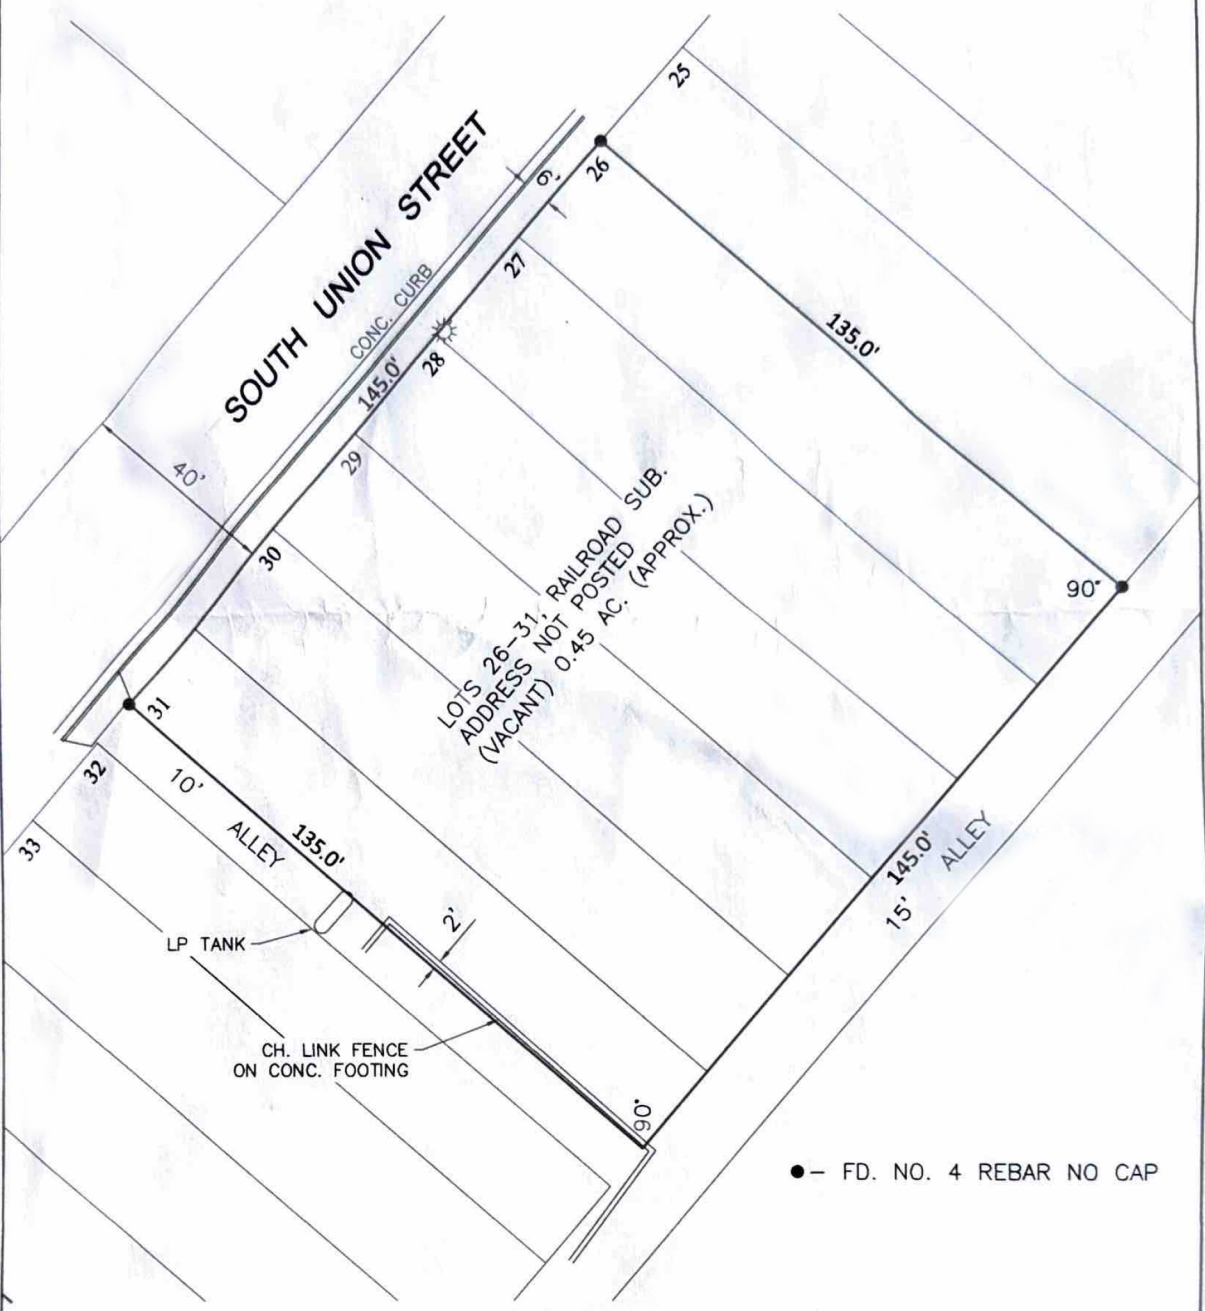 25
SOUTH UNION STREET
26
6'
27
CONC. CURB
145.0'
28
135.0'
29
40'
30
LOTS 26-31, RAILROAD SUB.
ADDRESS NOT POSTED
(VACANT) 0.45 AC. (APPROX.)
90°
31
32
10'
33
ALLEY
135.0'
145.0'
ALLEY
15'
2'
LP TANK
CH. LINK FENCE
ON CONC. FOOTING
90°
- FD. NO. 4 REBAR NO CAP